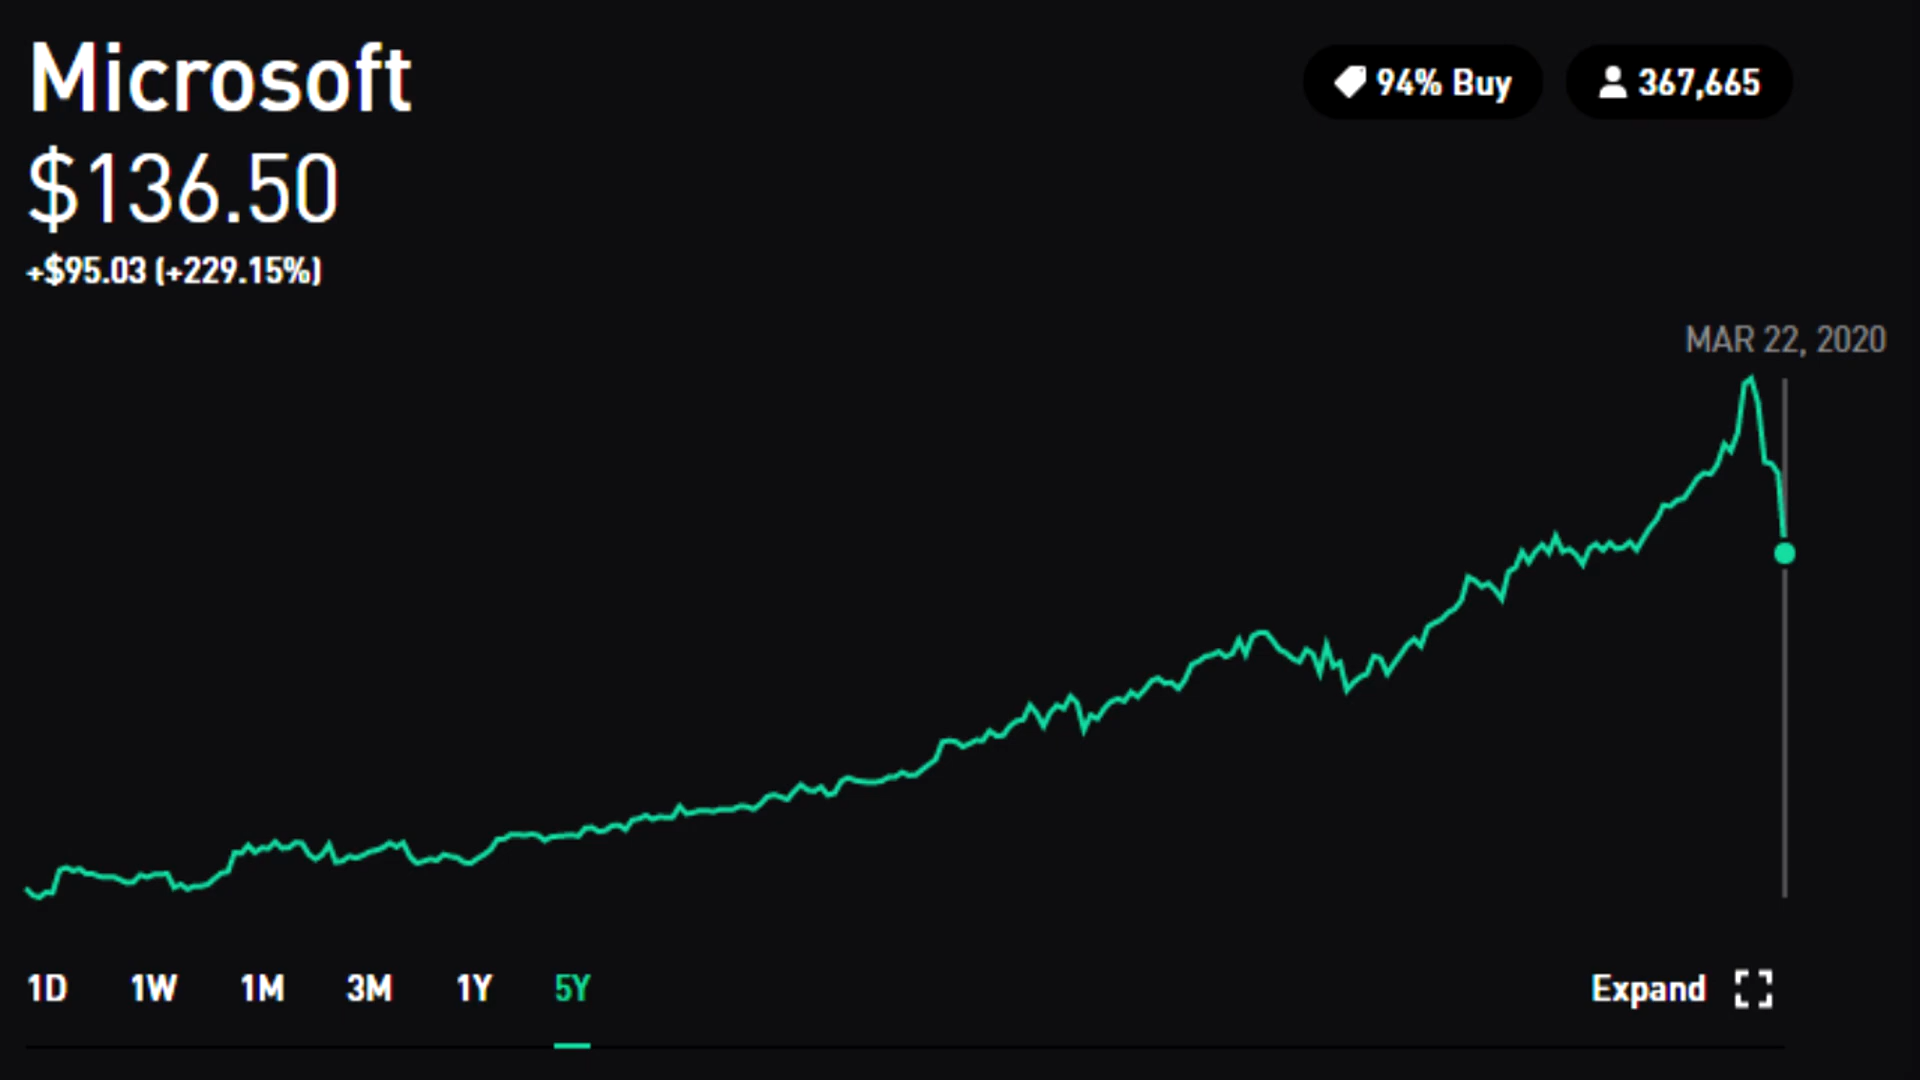 Microsoft
94% Buy
367,665
$136.50
+$95.03 (+229.15%)
MAR 22, 2020
1D 1W 1M 3M 1Y 5Y
Expand